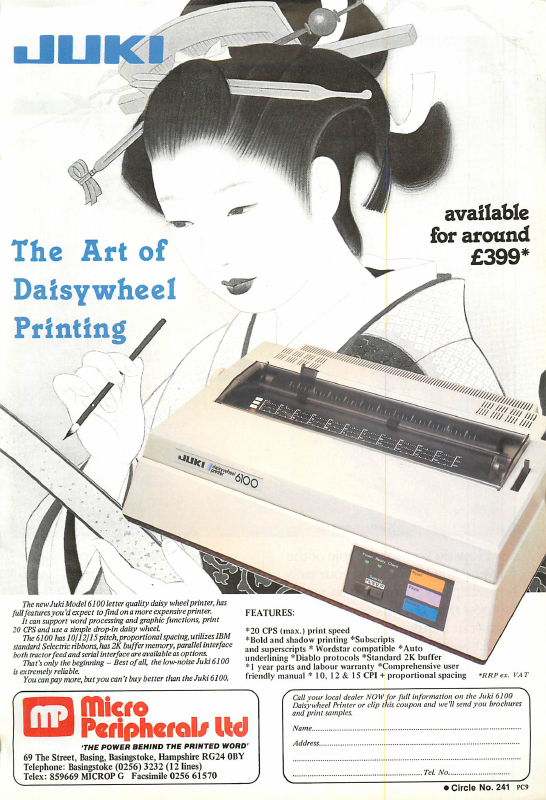 JUKI
available
for around
£399*
The Art of
Daisywheel
Printing
JUKI daisywheel printer 6100
Power Ready Check
Pause
The new Juki Model 6100 letter quality daisy wheel printer, has
full features you'd expect to find on a more expensive printer.
It can support word processing and graphic functions, print
20 CPS and use a simple drop-in daisy wheel.
The 6100 has 10/12/15 pitch, proportional spacing, utilizes IBM
standard Selectric ribbons, has 2K buffer memory, parallel interface
both tractor feed and serial interface are available as options.
That's only the beginning – Best of all, the low-noise Juki 6100
is extremely reliable.
You can pay more, but you can't buy better than the Juki 6100.
FEATURES:
*20 CPS (max.) print speed
*Bold and shadow printing *Subscripts
and superscripts * Wordstar compatible *Auto
underlining *Diablo protocols *Standard 2K buffer
*1 year parts and labour warranty *Comprehensive user
friendly manual * 10, 12 & 15 CPI + proportional spacing
*RRP ex. VAT
mp Micro
Peripherals Ltd
'THE POWER BEHIND THE PRINTED WORD'
69 The Street, Basing, Basingstoke, Hampshire RG24 0BY
Telephone: Basingstoke (0256) 3232 (12 lines)
Telex: 859669 MICROP G Facsimile 0256 61570
Call your local dealer NOW for full information on the Juki 6100
Daisywheel Printer or clip this coupon and we'll send you brochures
and print samples.
Name
Address
Tel. No.
● Circle No. 241 PC9